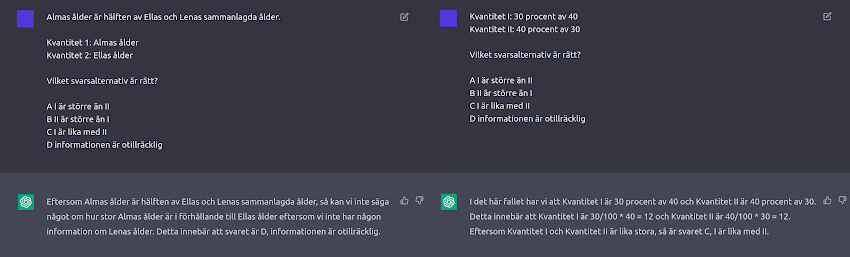 Almas ålder är hälften av Ellas och Lenas sammanlagda ålder.
Kvantitet 1: Almas ålder
Kvantitet 2: Ellas ålder
Vilket svarsalternativ är rätt?
A I är större än II
B II är större än I
C I är lika med II
D informationen är otillräcklig
Eftersom Almas ålder är hälften av Ellas och Lenas sammanlagda ålder, så kan vi inte säga
något om hur stor Almas ålder är i förhållande till Ellas ålder eftersom vi inte har någon
information om Lenas ålder. Detta innebär att svaret är D, informationen är otillräcklig.
Kvantitet I: 30 procent av 40
Kvantitet II: 40 procent av 30
Vilket svarsalternativ är rätt?
A I är större än II
B II är större än I
C I är lika med II
D informationen är otillräcklig
I det här fallet har vi att Kvantitet I är 30 procent av 40 och Kvantitet II är 40 procent av 30.
Detta innebär att Kvantitet I är 30/100 * 40 = 12 och Kvantitet II är 40/100 * 30 = 12.
Eftersom Kvantitet I och Kvantitet II är lika stora, så är svaret C, I är lika med II.